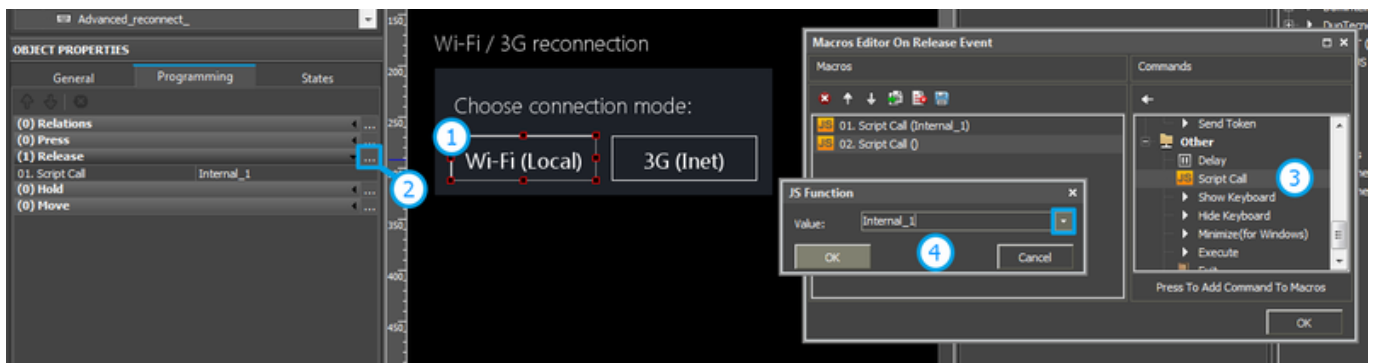 Advanced_reconnect_
OBJECT PROPERTIES
General Programming States
(0) Relations ...
(0) Press ...
(1) Release ...
01. Script Call Internal_1
(0) Hold ...
(0) Move ...
2
150
200
250
350
400
450
Wi-Fi / 3G reconnection
Choose connection mode:
1
Wi-Fi (Local)
3G (Inet)
Macros Editor On Release Event
Macros
JS 01. Script Call (Internal_1)
JS 02. Script Call ()
Commands
Send Token
Other
Delay
JS Script Call
3
Show Keyboard
Hide Keyboard
Minimize(for Windows)
Execute
Press To Add Command To Macros
OK
JS Function
Value: Internal_1
OK
4
Cancel